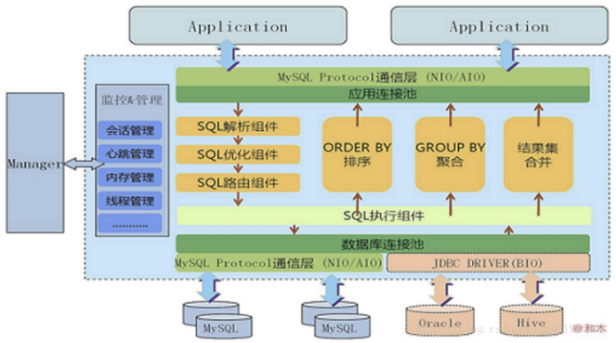 Application
Application
MySQL Protocol通信层 (NIO/AIO)
应用连接池
监控&管理
会话管理
心跳管理
内存管理
线程管理
...........
Manager
SQL解析组件
SQL优化组件
SQL路由组件
ORDER BY
排序
GROUP BY
聚合
结果集
合并
SQL执行组件
数据库连接池
MySQL Protocol通信层 (NIO/AIO)
JDBC DRIVER(BIO)
MySQL
MySQL
Oracle
Hive
@和木